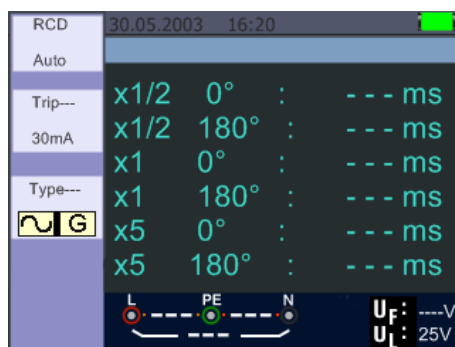 RCD
Auto
Trip---
30mA
Type---
G
30.05.2003 16:20
x1/2 0° : --- ms
x1/2 180° : --- ms
x1 0° : --- ms
x1 180° : --- ms
x5 0° : --- ms
x5 180° : --- ms
L PE N
---
UF: ----V
UL: 25V